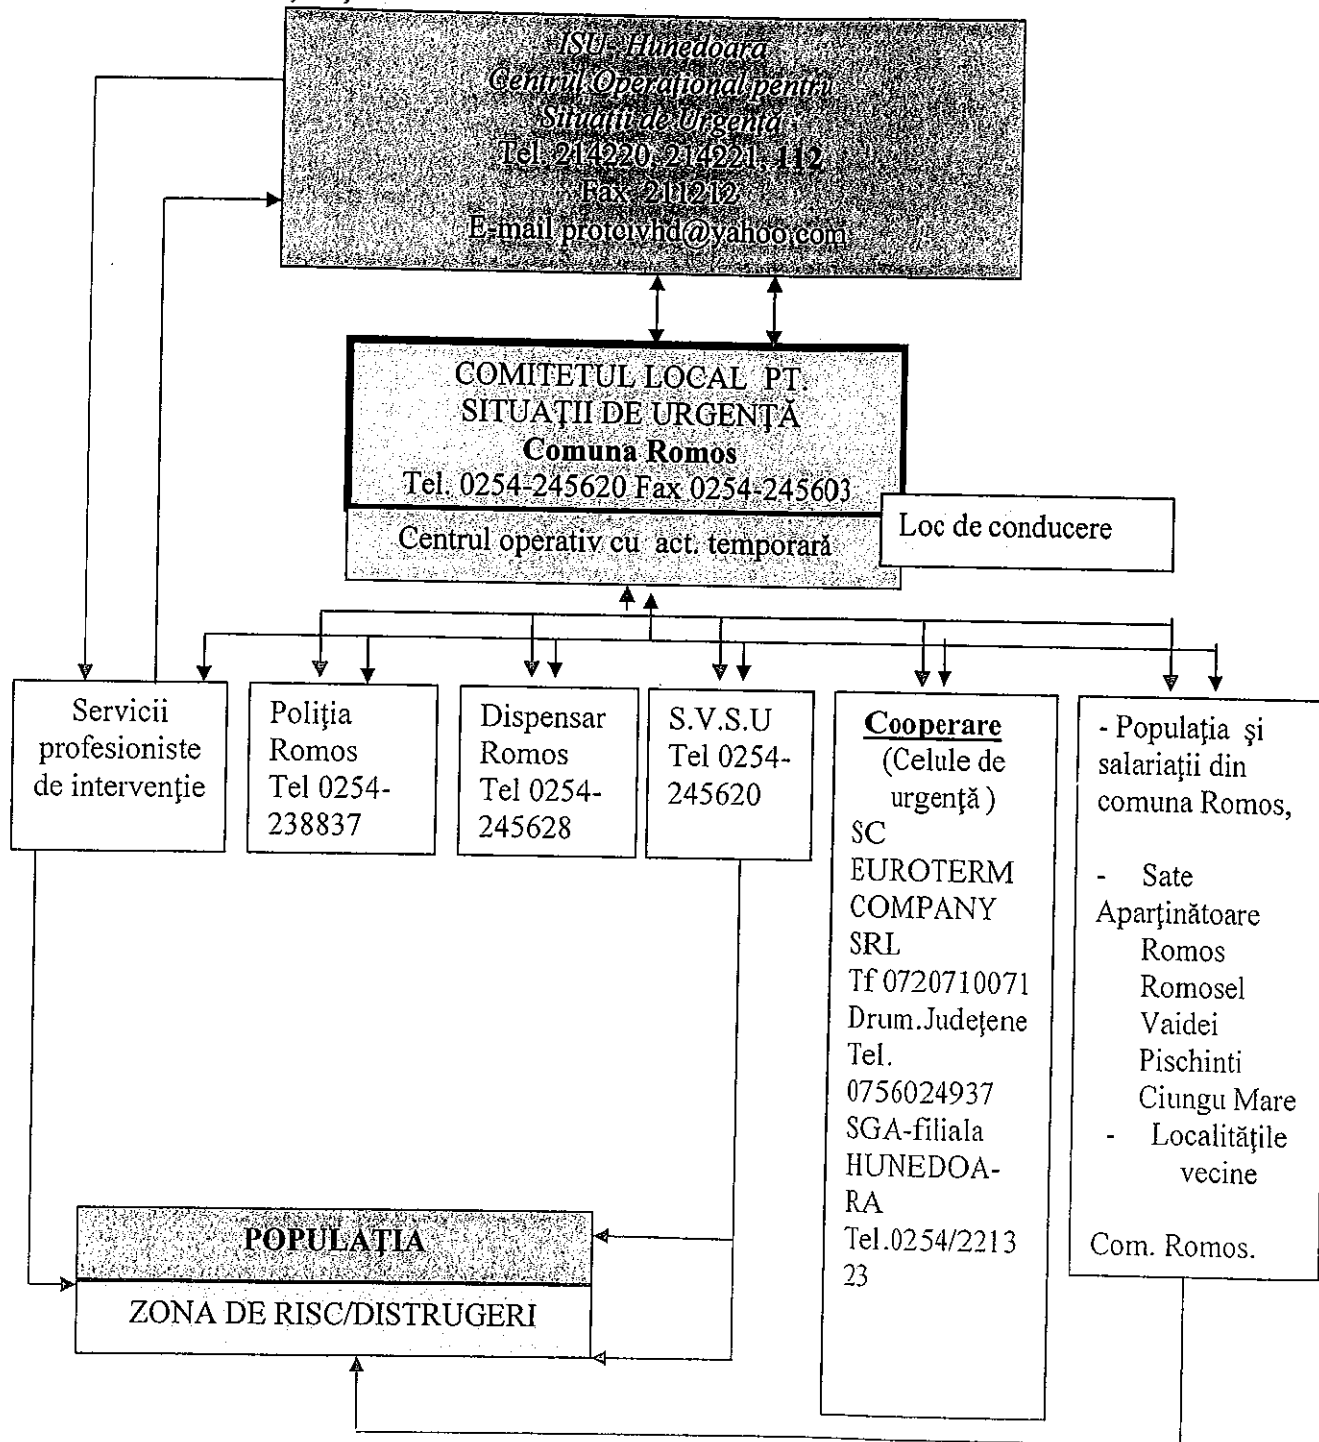 ISU- Hunedoara
Centrul Operaţional pentru
Situaţii de Urgenţă
Tel. 214220, 214221, 112
Fax. 211212
E-mail protcivhd@yahoo.com
COMITETUL LOCAL PT.
SITUAŢII DE URGENŢĂ
Comuna Romos
Tel. 0254-245620 Fax 0254-245603
Centrul operativ cu act. temporară
Loc de conducere
Servicii
profesioniste
de intervenţie
Poliţia
Romos
Tel 0254-
238837
Dispensar
Romos
Tel 0254-
245628
S.V.S.U
Tel 0254-
245620
Cooperare
(Celule de
urgenţă )
SC
EUROTERM
COMPANY
SRL
Tf 0720710071
Drum.Judeţene
Tel.
0756024937
SGA-filiala
HUNEDOA-
RA
Tel.0254/2213
23
- Populaţia şi
salariaţii din
comuna Romos,
- Sate
Aparţinătoare
Romos
Romosel
Vaidei
Pischinti
Ciungu Mare
- Localităţile
vecine
Com. Romos.
POPULAŢIA
ZONA DE RISC/DISTRUGERI